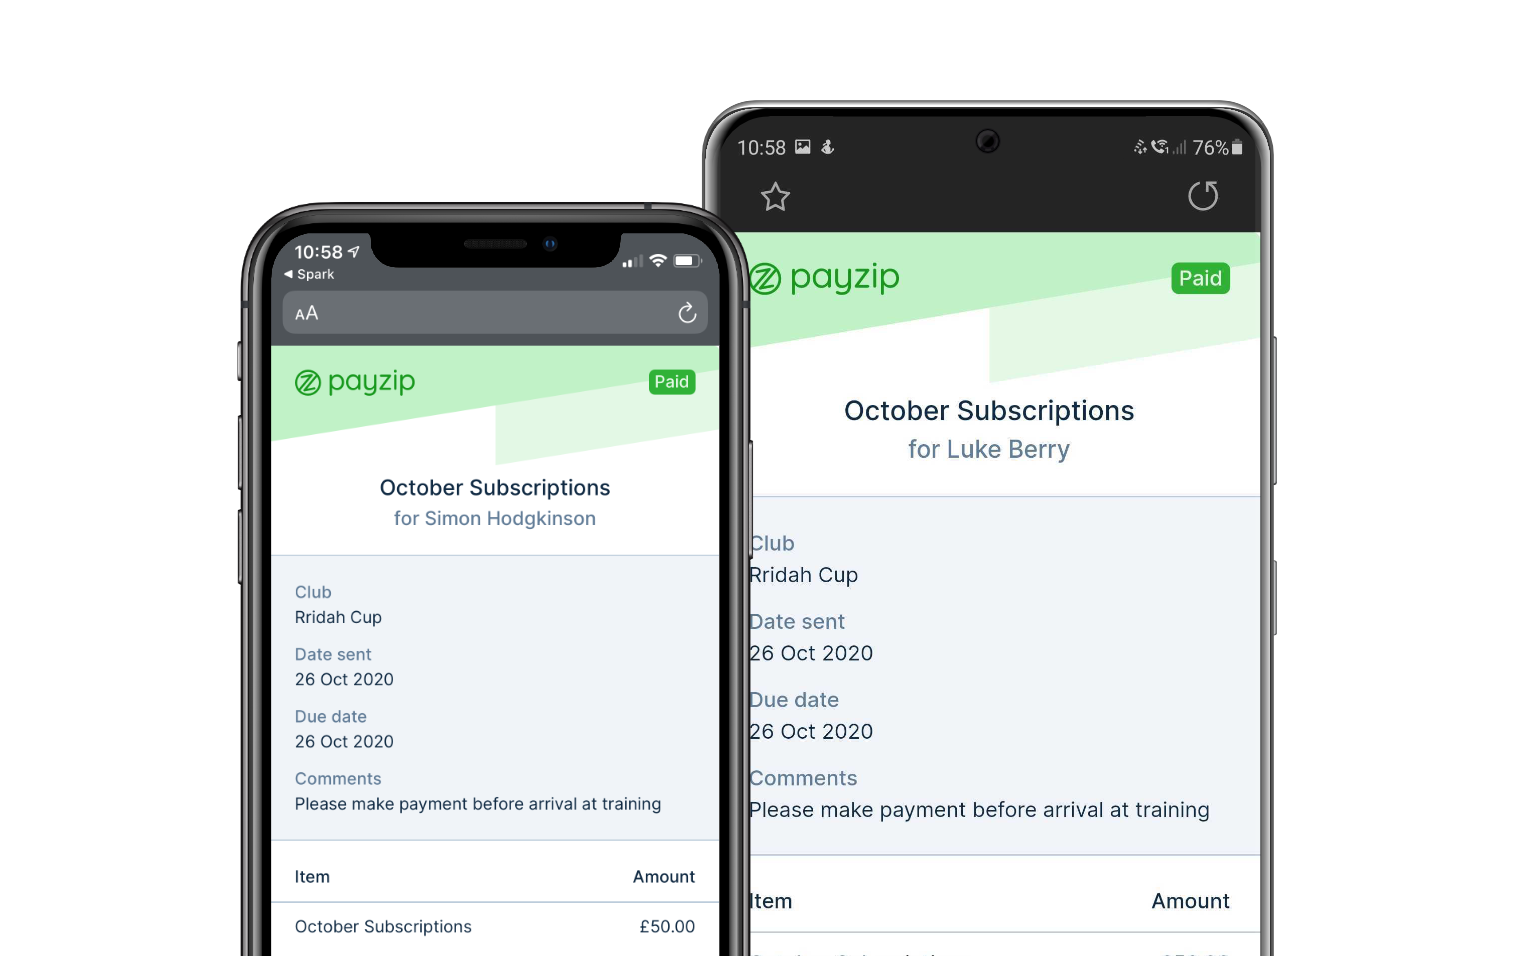 10:58
Spark
AA
payzip
Paid
October Subscriptions
for Simon Hodgkinson
Club
Rridah Cup
Date sent
26 Oct 2020
Due date
26 Oct 2020
Comments
Please make payment before arrival at training
Item Amount
October Subscriptions £50.00
10:58 76%
payzip
Paid
October Subscriptions
for Luke Berry
Club
Rridah Cup
Date sent
26 Oct 2020
Due date
26 Oct 2020
Comments
Please make payment before arrival at training
Item Amount